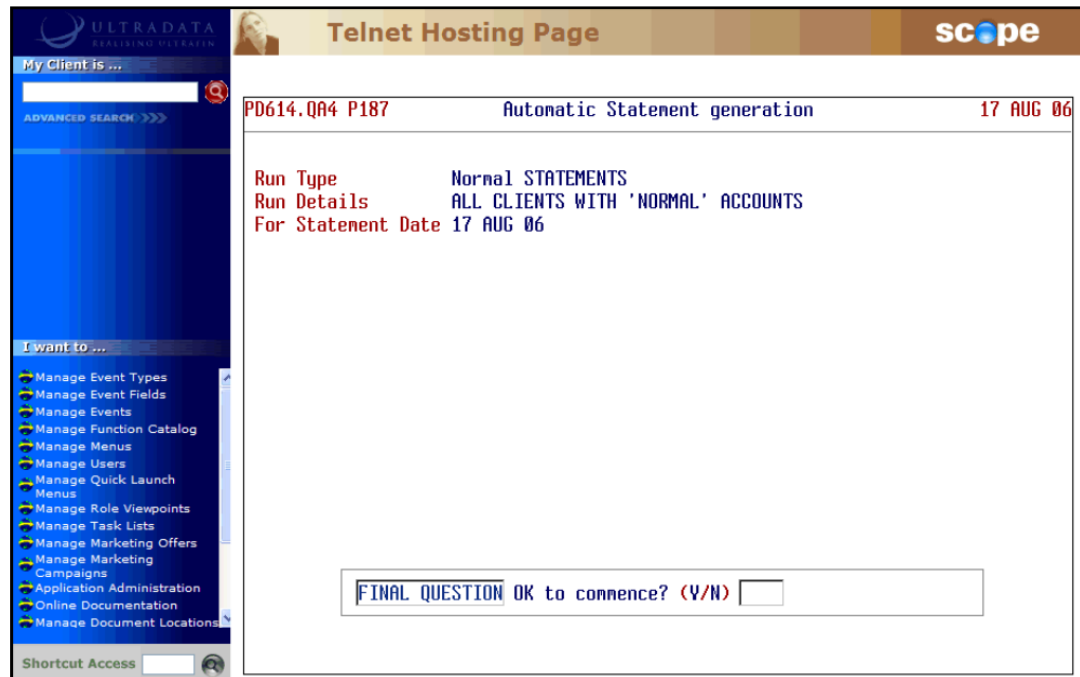 ULTRADATA
REALISING ULTRAFIN
Telnet Hosting Page
scope
My Client is ...
ADVANCED SEARCH >>>
PD614.QA4 P187 Automatic Statement generation 17 AUG 06
Run Type Normal STATEMENTS
Run Details ALL CLIENTS WITH 'NORMAL' ACCOUNTS
For Statement Date 17 AUG 06
I want to ...
Manage Event Types
Manage Event Fields
Manage Events
Manage Function Catalog
Manage Menus
Manage Users
Manage Quick Launch
Menus
Manage Role Viewpoints
Manage Task Lists
Manage Marketing Offers
Manage Marketing
Campaigns
Application Administration
Online Documentation
Manage Document Locations
FINAL QUESTION OK to commence? (Y/N)
Shortcut Access